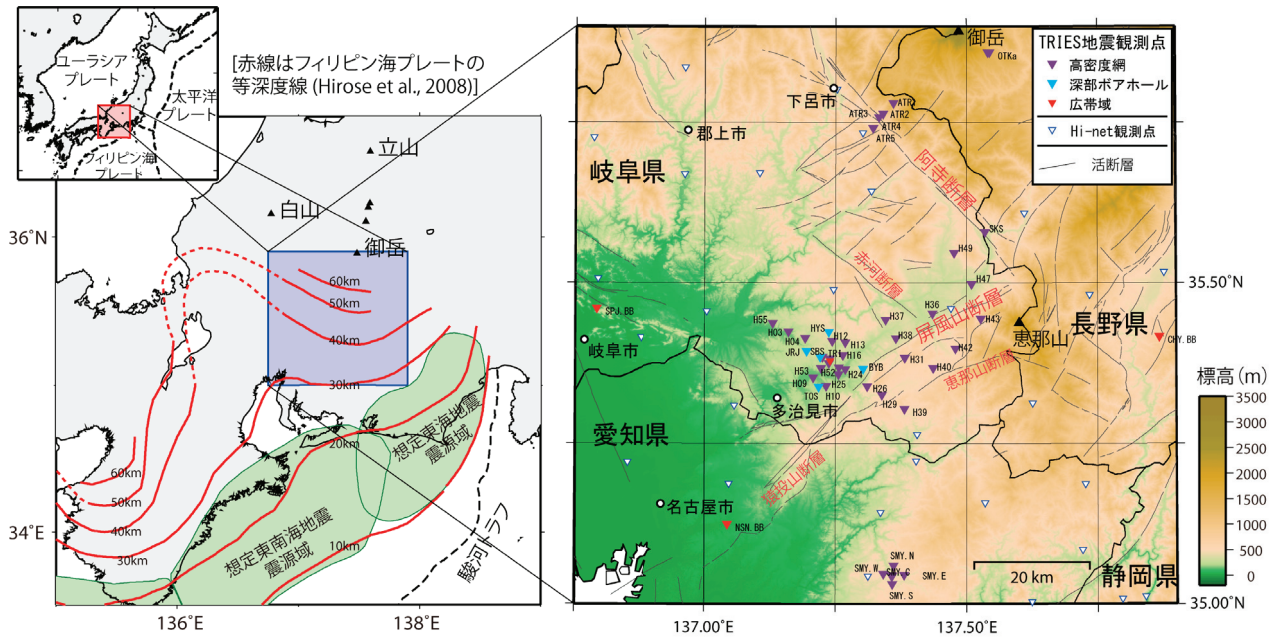 ユーラシア
プレート
太平洋
プレート
フィリピン海
プレート
[赤線はフィリピン海プレートの
等深度線 (Hirose et al., 2008)]
立山
白山
御岳
36°N
34°N
136°E
138°E
60km
50km
40km
30km
20km
10km
60km
50km
40km
30km
想定東海地震
震源域
想定東南海地震
震源域
駿河トラフ
御岳
OTKa
下呂市
郡上市
岐阜県
ATR3
ATR2
ATR4
ATR5
阿寺断層
SKS
H49
H47
赤河断層
屏風山断層
H36
H37
H43
恵那山
長野県
CHY.BB
SPJ.BB
岐阜市
H55
H03
H04
HYS
H12
H13
H38
H31
H42
H40
恵那山断層
JRJ
SBS
TRI
H16
BYB
H53
H52
H24
H09
H25
H26
TOS
H10
H29
H39
多治見市
愛知県
猿投山断層
名古屋市
NSN.BB
SMY.N
SMY.W
SMY.C
SMY.E
SMY.S
20 km
静岡県
TRIES地震観測点
高密度網
深部ボアホール
広帯域
Hi-net観測点
活断層
35.50°N
35.00°N
137.00°E
137.50°E
標高(m)
3500
3000
2500
2000
1500
1000
500
0